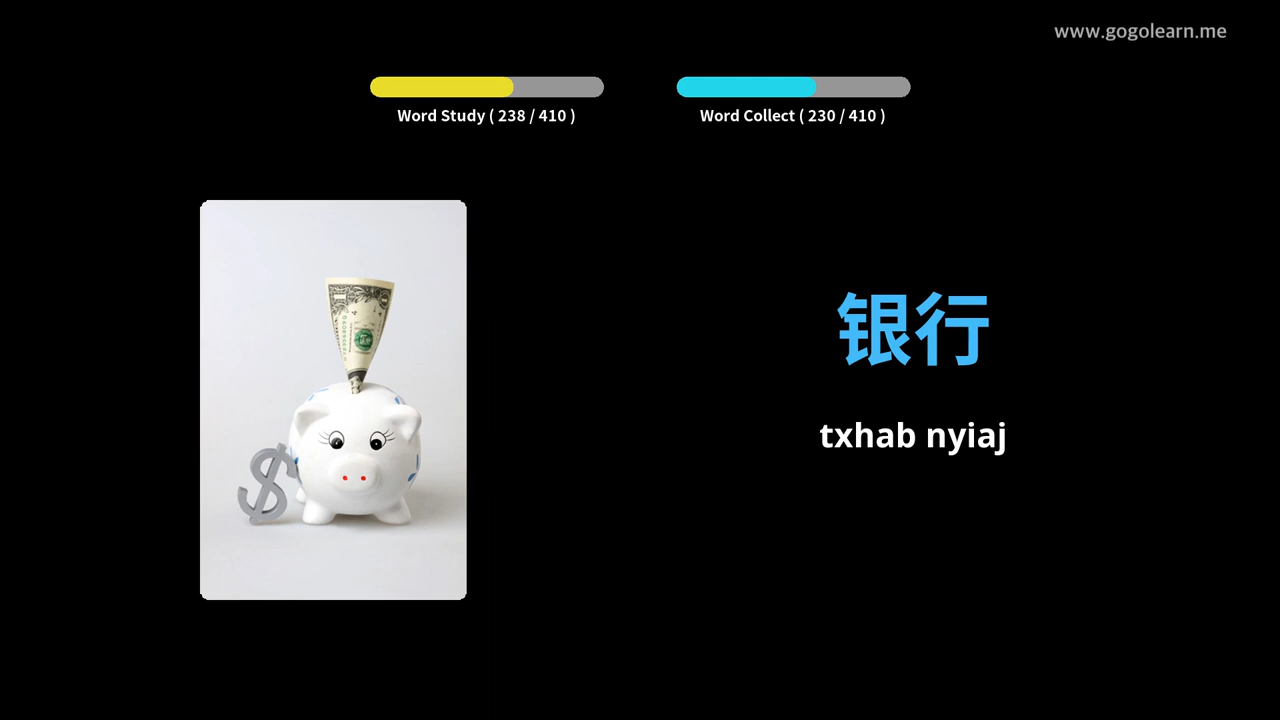 www.gogolearn.me
Word Study ( 238 / 410 )
Word Collect ( 230 / 410 )
银行
txhab nyiaj
$